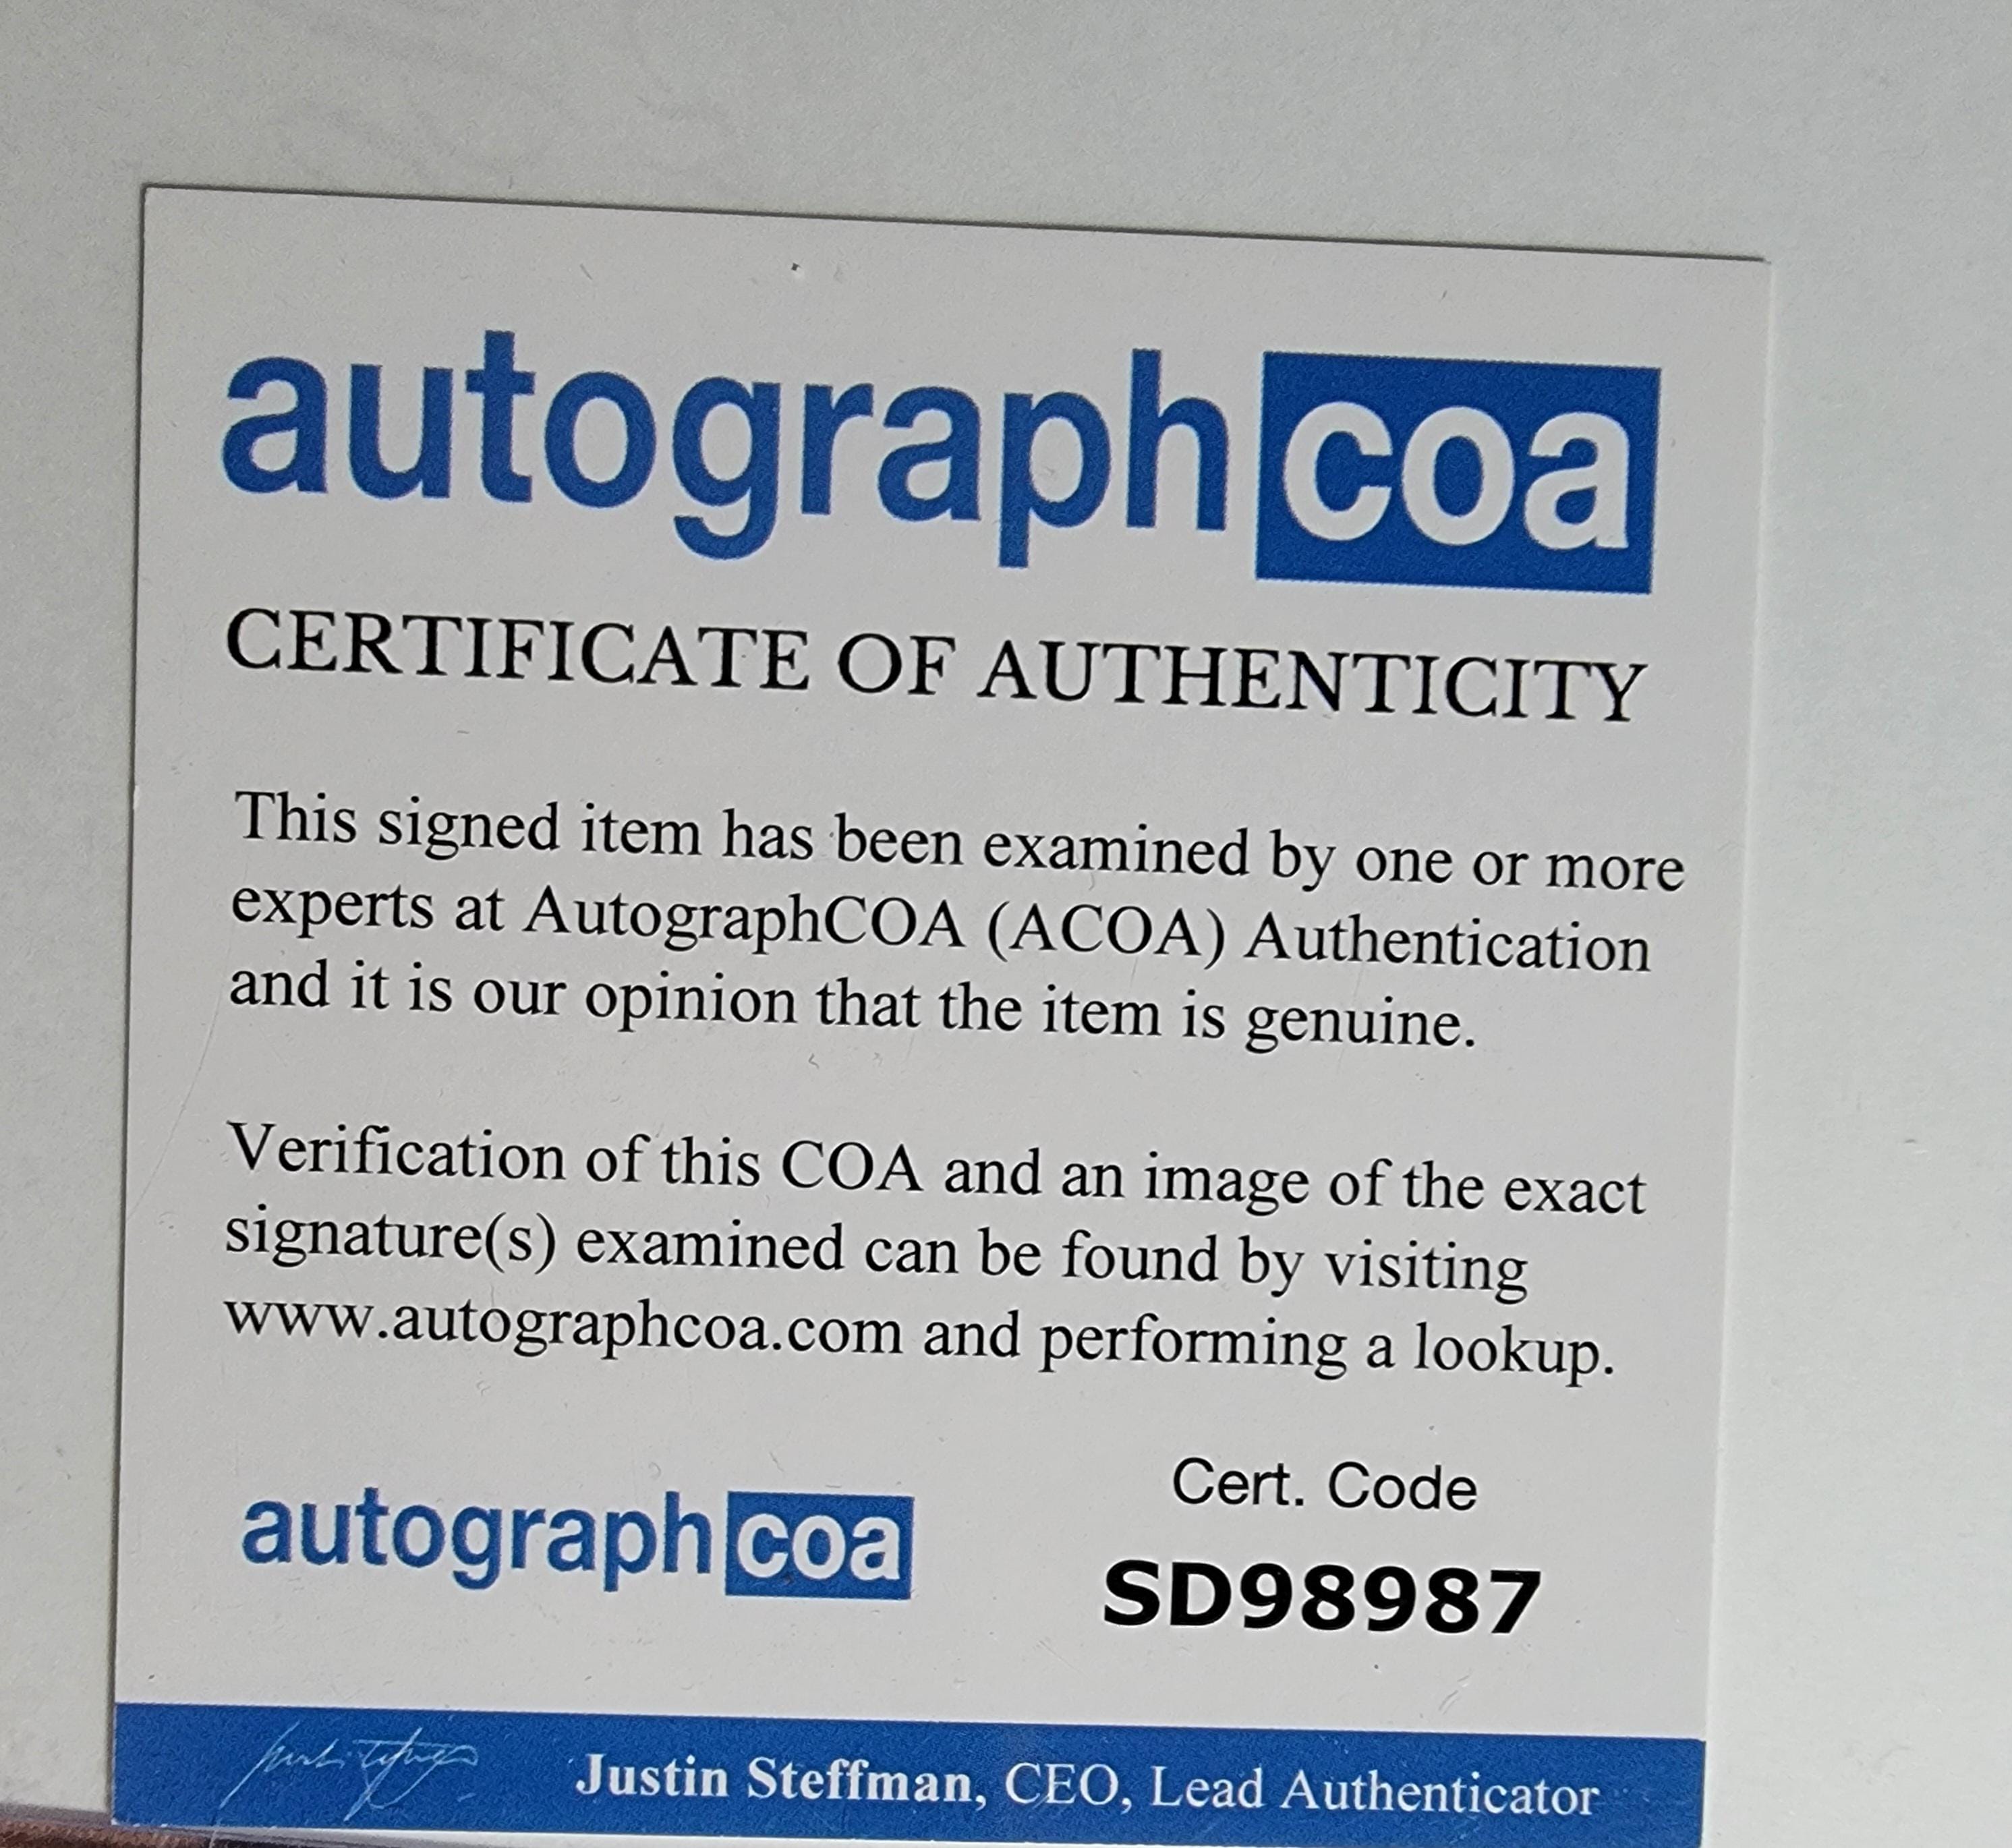 autographcoa
CERTIFICATE OF AUTHENTICITY
This signed item has been examined by one or more
experts at AutographCOA (ACOA) Authentication
and it is our opinion that the item is genuine.
Verification of this COA and an image of the exact
signature(s) examined can be found by visiting
www.autographcoa.com and performing a lookup.
autographcoa
Cert. Code
SD98987
Justin Steffman, CEO, Lead Authenticator